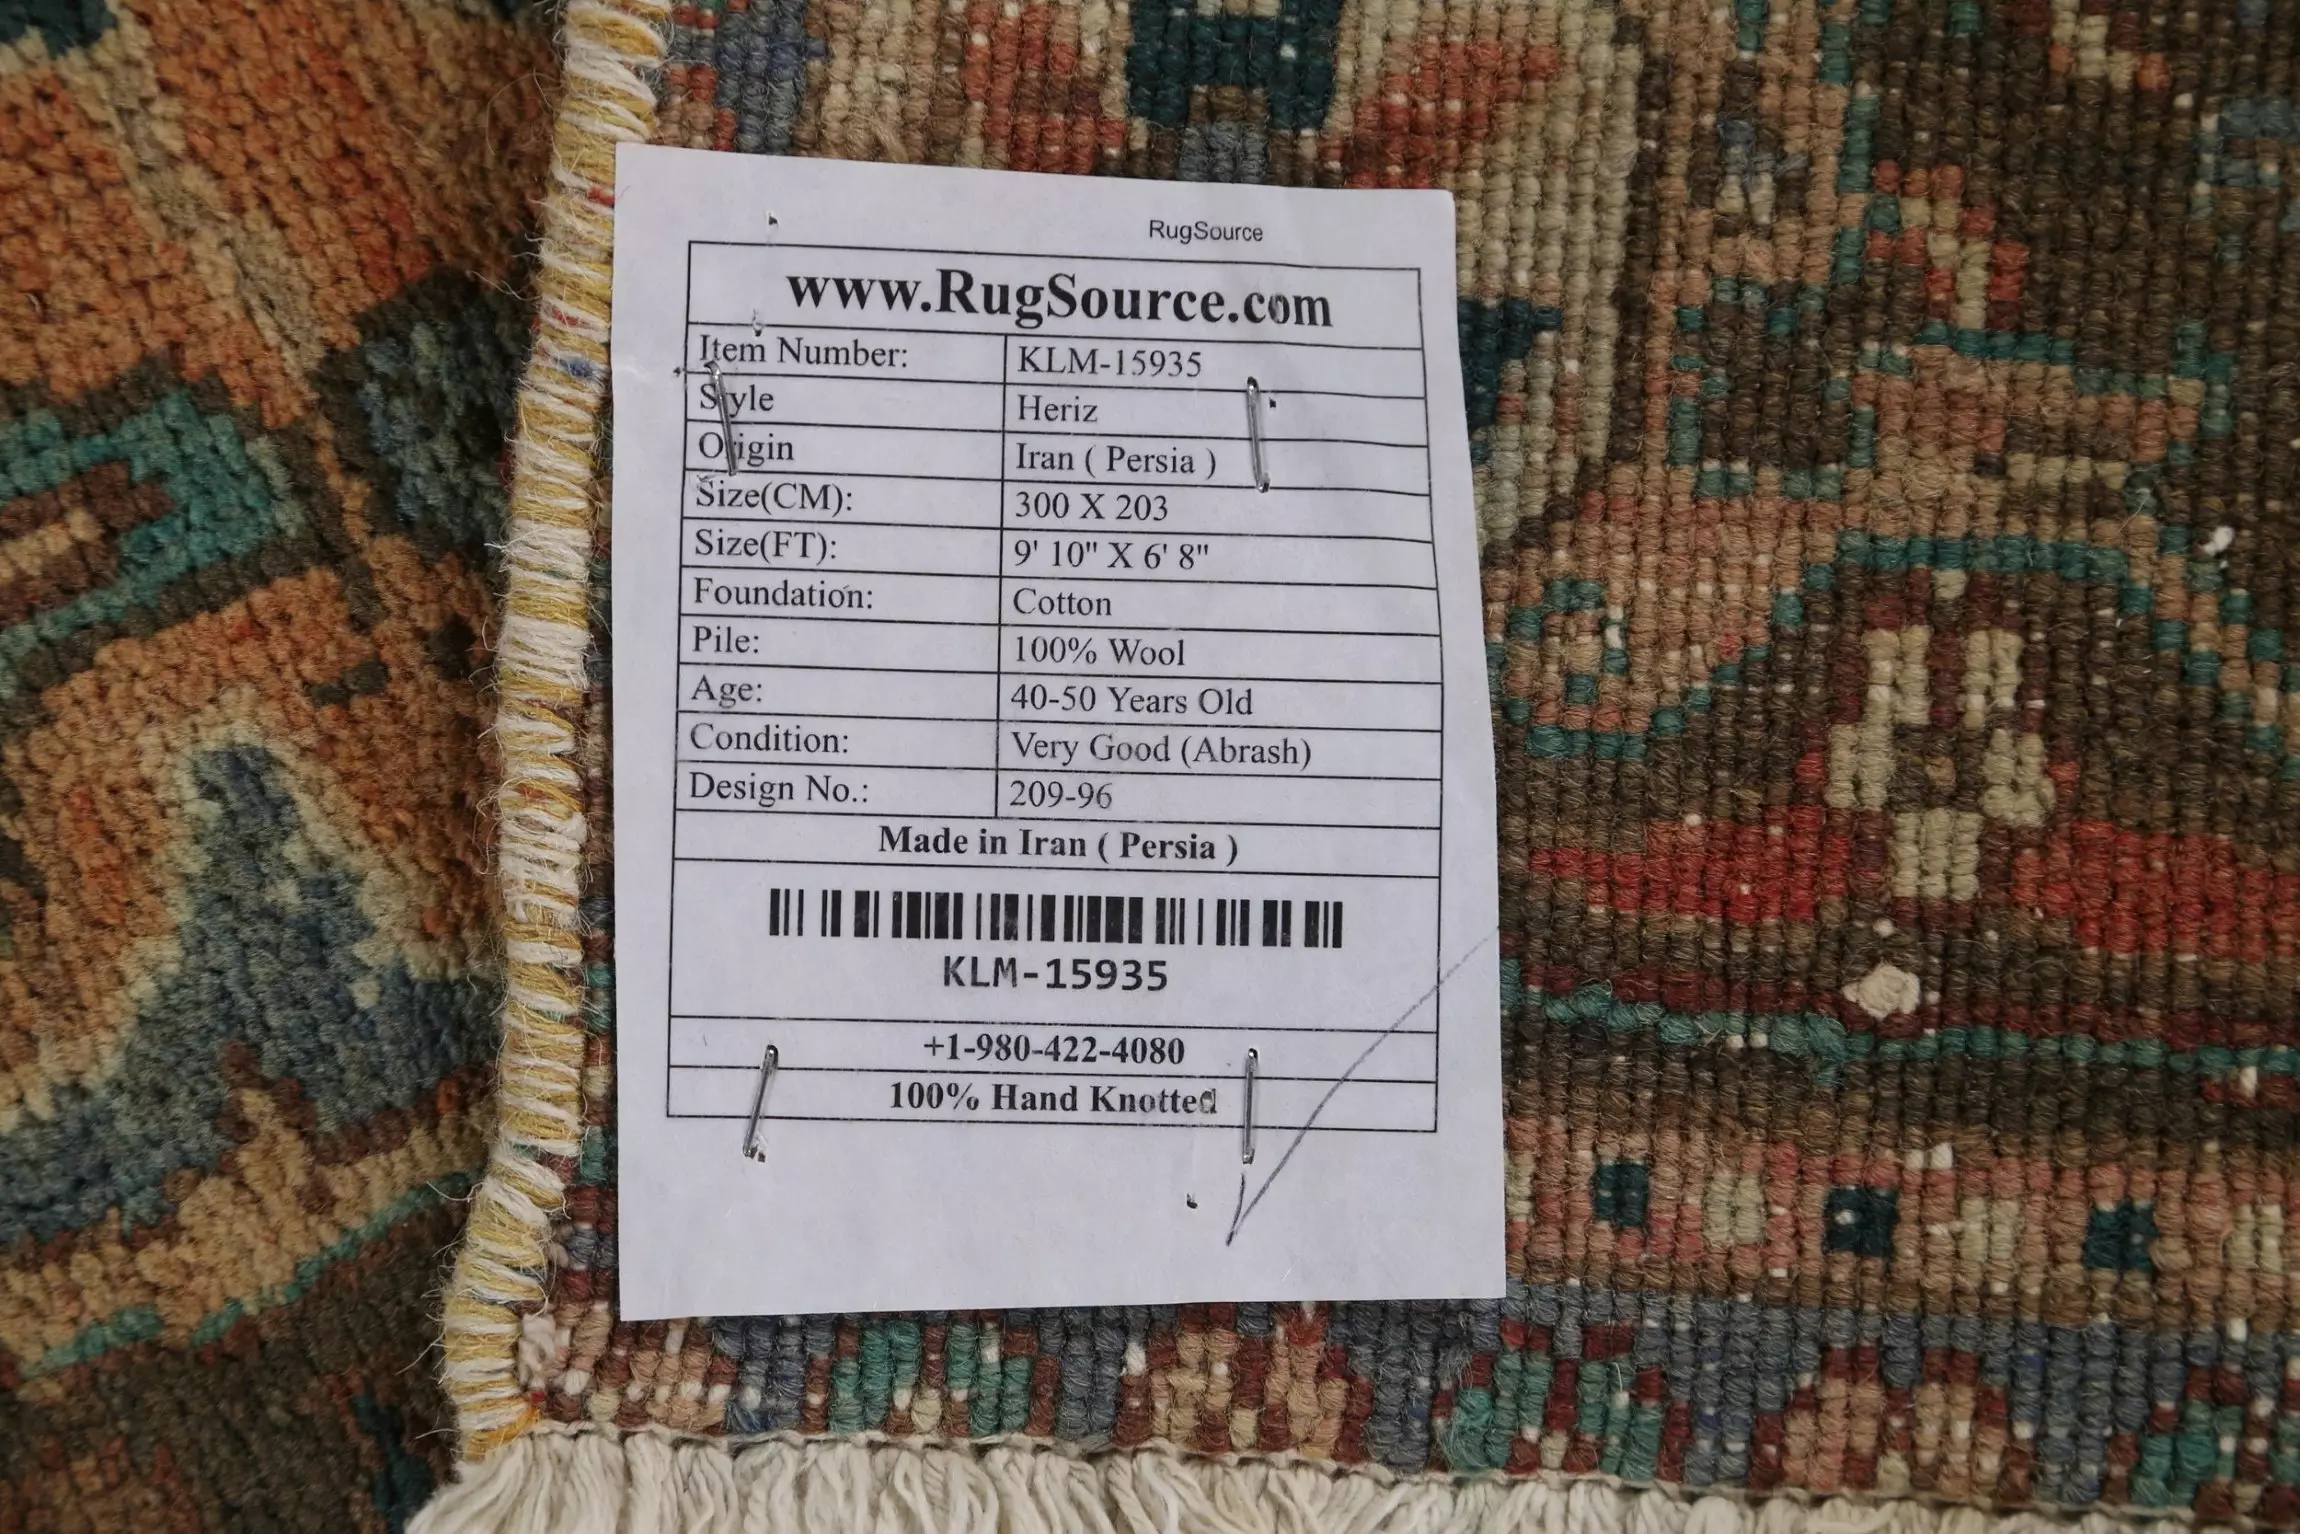 RugSource
www.RugSource.com
Item Number: KLM-15935
Style Heriz
Origin Iran ( Persia )
Size(CM): 300 X 203
Size(FT): 9' 10" X 6' 8"
Foundation: Cotton
Pile: 100% Wool
Age: 40-50 Years Old
Condition: Very Good (Abrash)
Design No.: 209-96
Made in Iran ( Persia )
KLM-15935
+1-980-422-4080
100% Hand Knotted